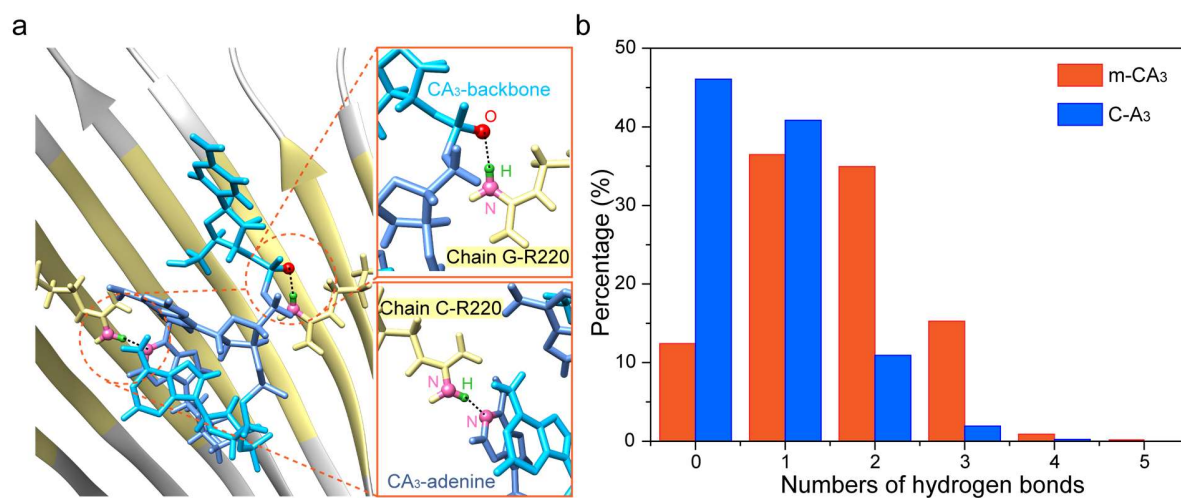 a
CA₃-backbone
O
H
N
Chain G-R220
Chain C-R220
N
H
N
CA₃-adenine
b
50
40
30
20
10
0
Percentage (%)
m-CA₃
C-A₃
0 1 2 3 4 5
Numbers of hydrogen bonds